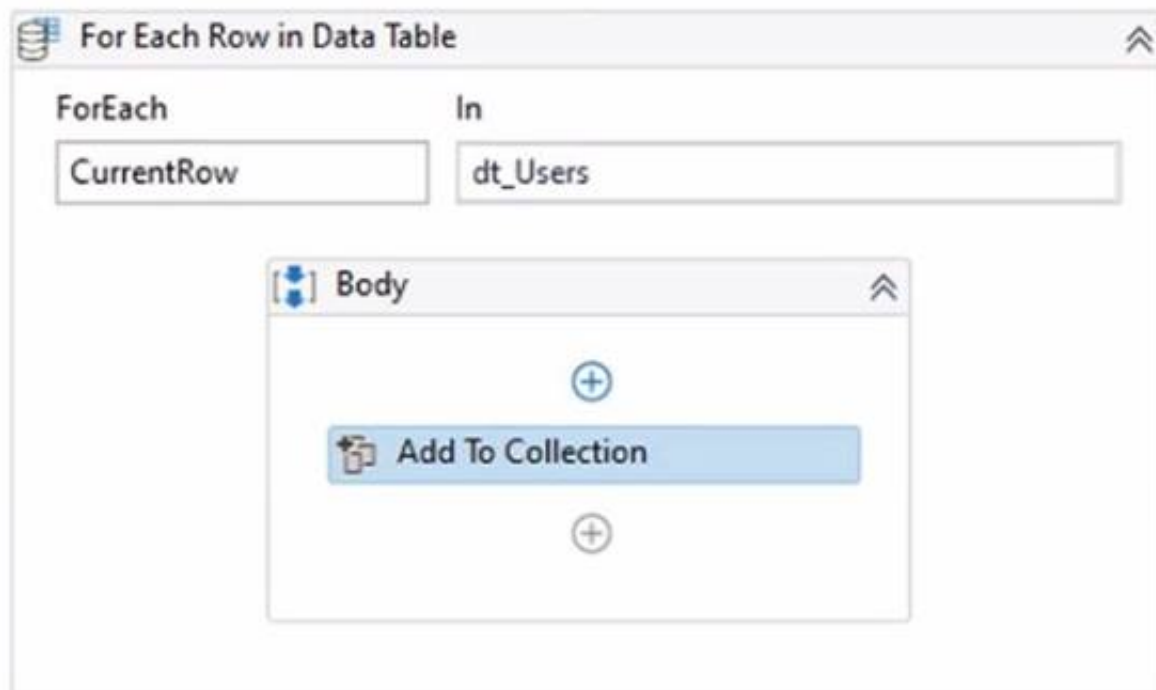 For Each Row in Data Table
ForEach In
CurrentRow dt_Users
Body
Add To Collection